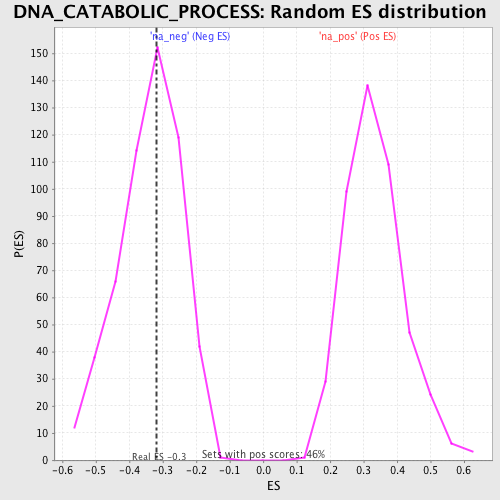 DNA_CATABOLIC_PROCESS: Random ES distribution
'na_neg' (Neg ES) 'na_pos' (Pos ES)
150
140
130
120
110
100
90
80
70
60
50
40
30
20
10
0
P(ES)
Real ES -0.3 Sets with pos scores: 46%
-0.6 -0.5 -0.4 -0.3 -0.2 -0.1 0.0 0.1 0.2 0.3 0.4 0.5 0.6
ES